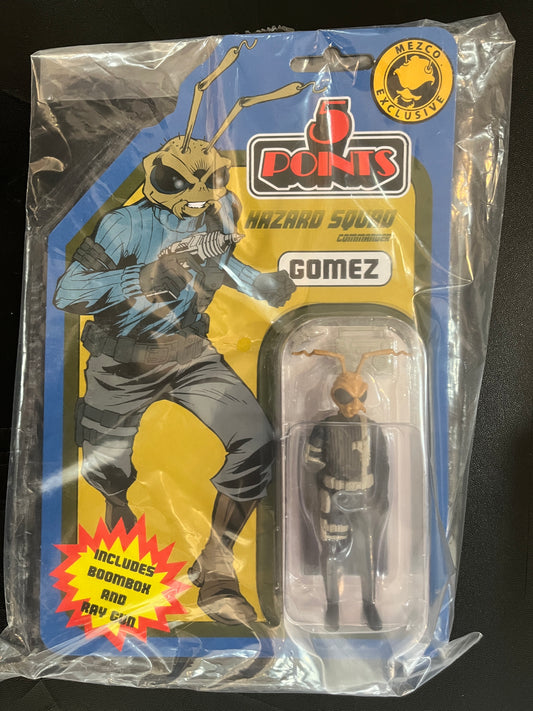 MEZCO
EXCLUSIVE
5
POINTS
HAZARD SQUAD
COMMANDER
GOMEZ
INCLUDES
BOOMBOX
AND
RAY GUN